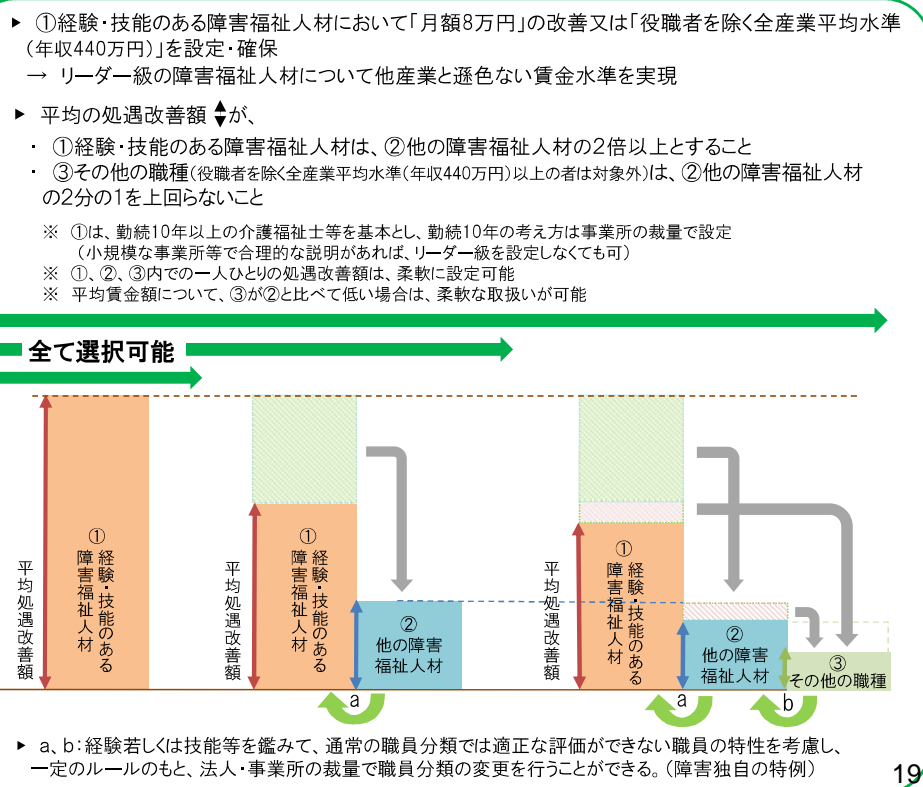 ▶ ①経験・技能のある障害福祉人材において「月額8万円」の改善又は「役職者を除く全産業平均水準
（年収440万円）」を設定・確保
→ リーダー級の障害福祉人材について他産業と遜色ない賃金水準を実現
▶ 平均の処遇改善額 が、
・ ①経験・技能のある障害福祉人材は、②他の障害福祉人材の2倍以上とすること
・ ③その他の職種（役職者を除く全産業平均水準（年収440万円）以上の者は対象外）は、②他の障害福祉人材
の2分の1を上回らないこと
※ ①は、勤続10年以上の介護福祉士等を基本とし、勤続10年の考え方は事業所の裁量で設定
（小規模な事業所等で合理的な説明があれば、リーダー級を設定しなくても可）
※ ①、②、③内での一人ひとりの処遇改善額は、柔軟に設定可能
※ 平均賃金額について、③が②と比べて低い場合は、柔軟な取扱いが可能
全て選択可能
平均処遇改善額
①
経験・技能のある
障害福祉人材
平均処遇改善額
①
経験・技能のある
障害福祉人材
②
他の障害
福祉人材
a
平均処遇改善額
①
経験・技能のある
障害福祉人材
②
他の障害
福祉人材
③
その他の職種
a
b
▶ a、b：経験若しくは技能等を鑑みて、通常の職員分類では適正な評価ができない職員の特性を考慮し、
一定のルールのもと、法人・事業所の裁量で職員分類の変更を行うことができる。（障害独自の特例）
19